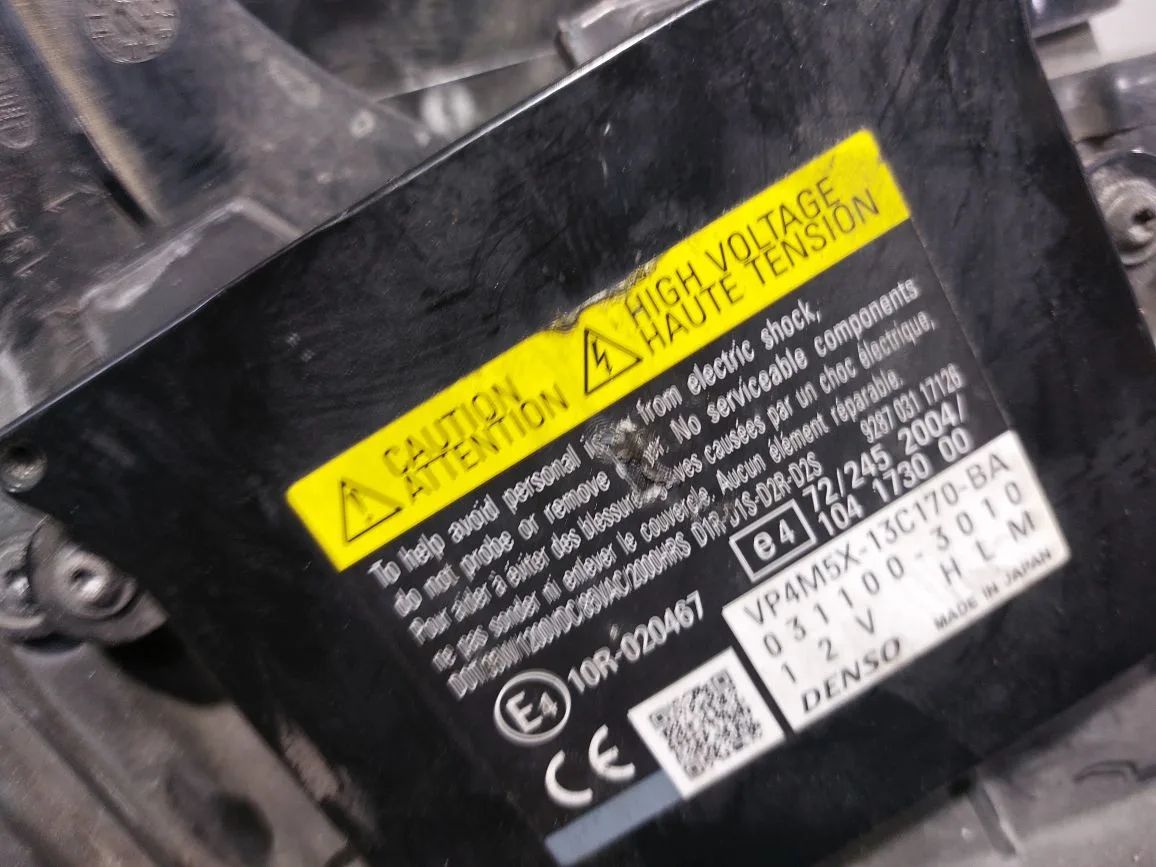 CAUTION
ATTENTION
HIGH VOLTAGE
HAUTE TENSION
To help avoid personal from electric shock,
do not probe or remove No serviceable components
Pour aider à éviter des blessures causées par un choc électrique,
ne pas sonder ni enlever le couvercle. Aucun élément réparable.
D1R-D1S-D2R-D2S
9287 031 17126
e4 72/245 2004/
104 1730 00
E4 10R-020467
CE
VP4M5X-13C170-BA
031100-3010
12V H L-M
DENSO MADE IN JAPAN